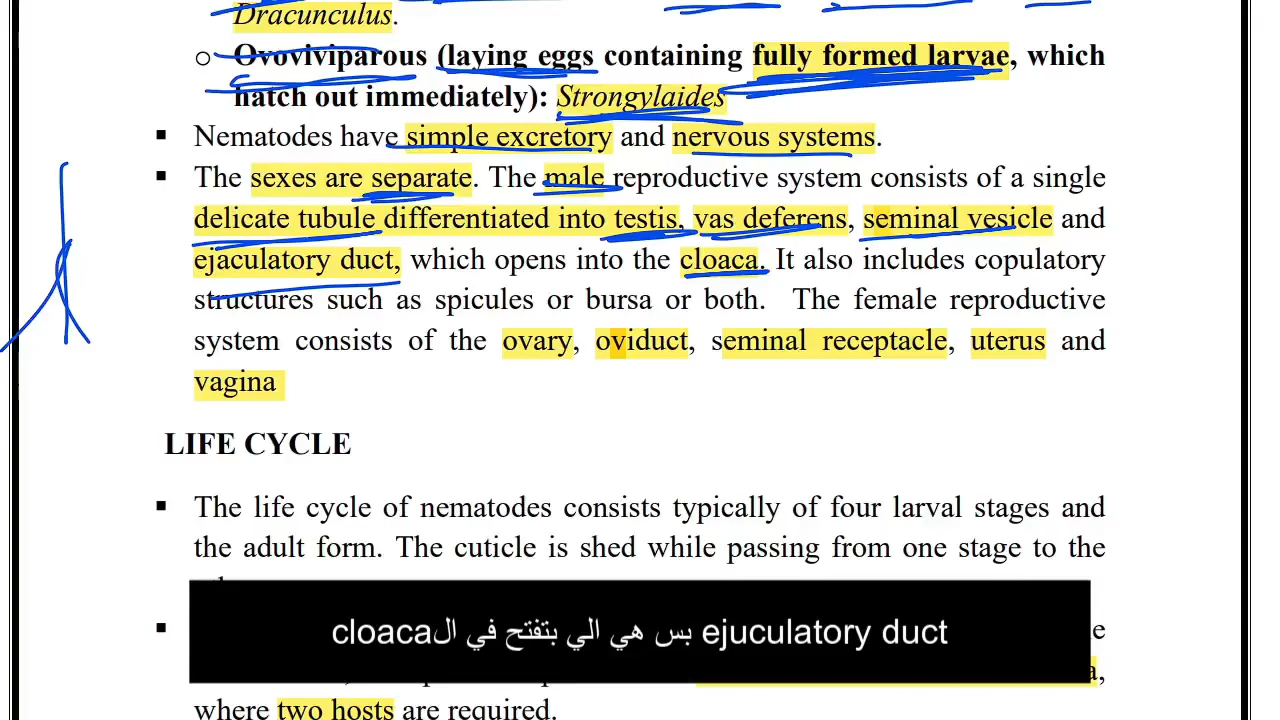 Dracunculus.
o Ovoviviparous (laying eggs containing fully formed larvae, which
hatch out immediately): Strongylaides
▪ Nematodes have simple excretory and nervous systems.
▪ The sexes are separate. The male reproductive system consists of a single
delicate tubule differentiated into testis, vas deferens, seminal vesicle and
ejaculatory duct, which opens into the cloaca. It also includes copulatory
structures such as spicules or bursa or both. The female reproductive
system consists of the ovary, oviduct, seminal receptacle, uterus and
vagina
LIFE CYCLE
▪ The life cycle of nematodes consists typically of four larval stages and
the adult form. The cuticle is shed while passing from one stage to the
ejuculatory duct بس هي الي بتفتح في الcloaca
where two hosts are required.